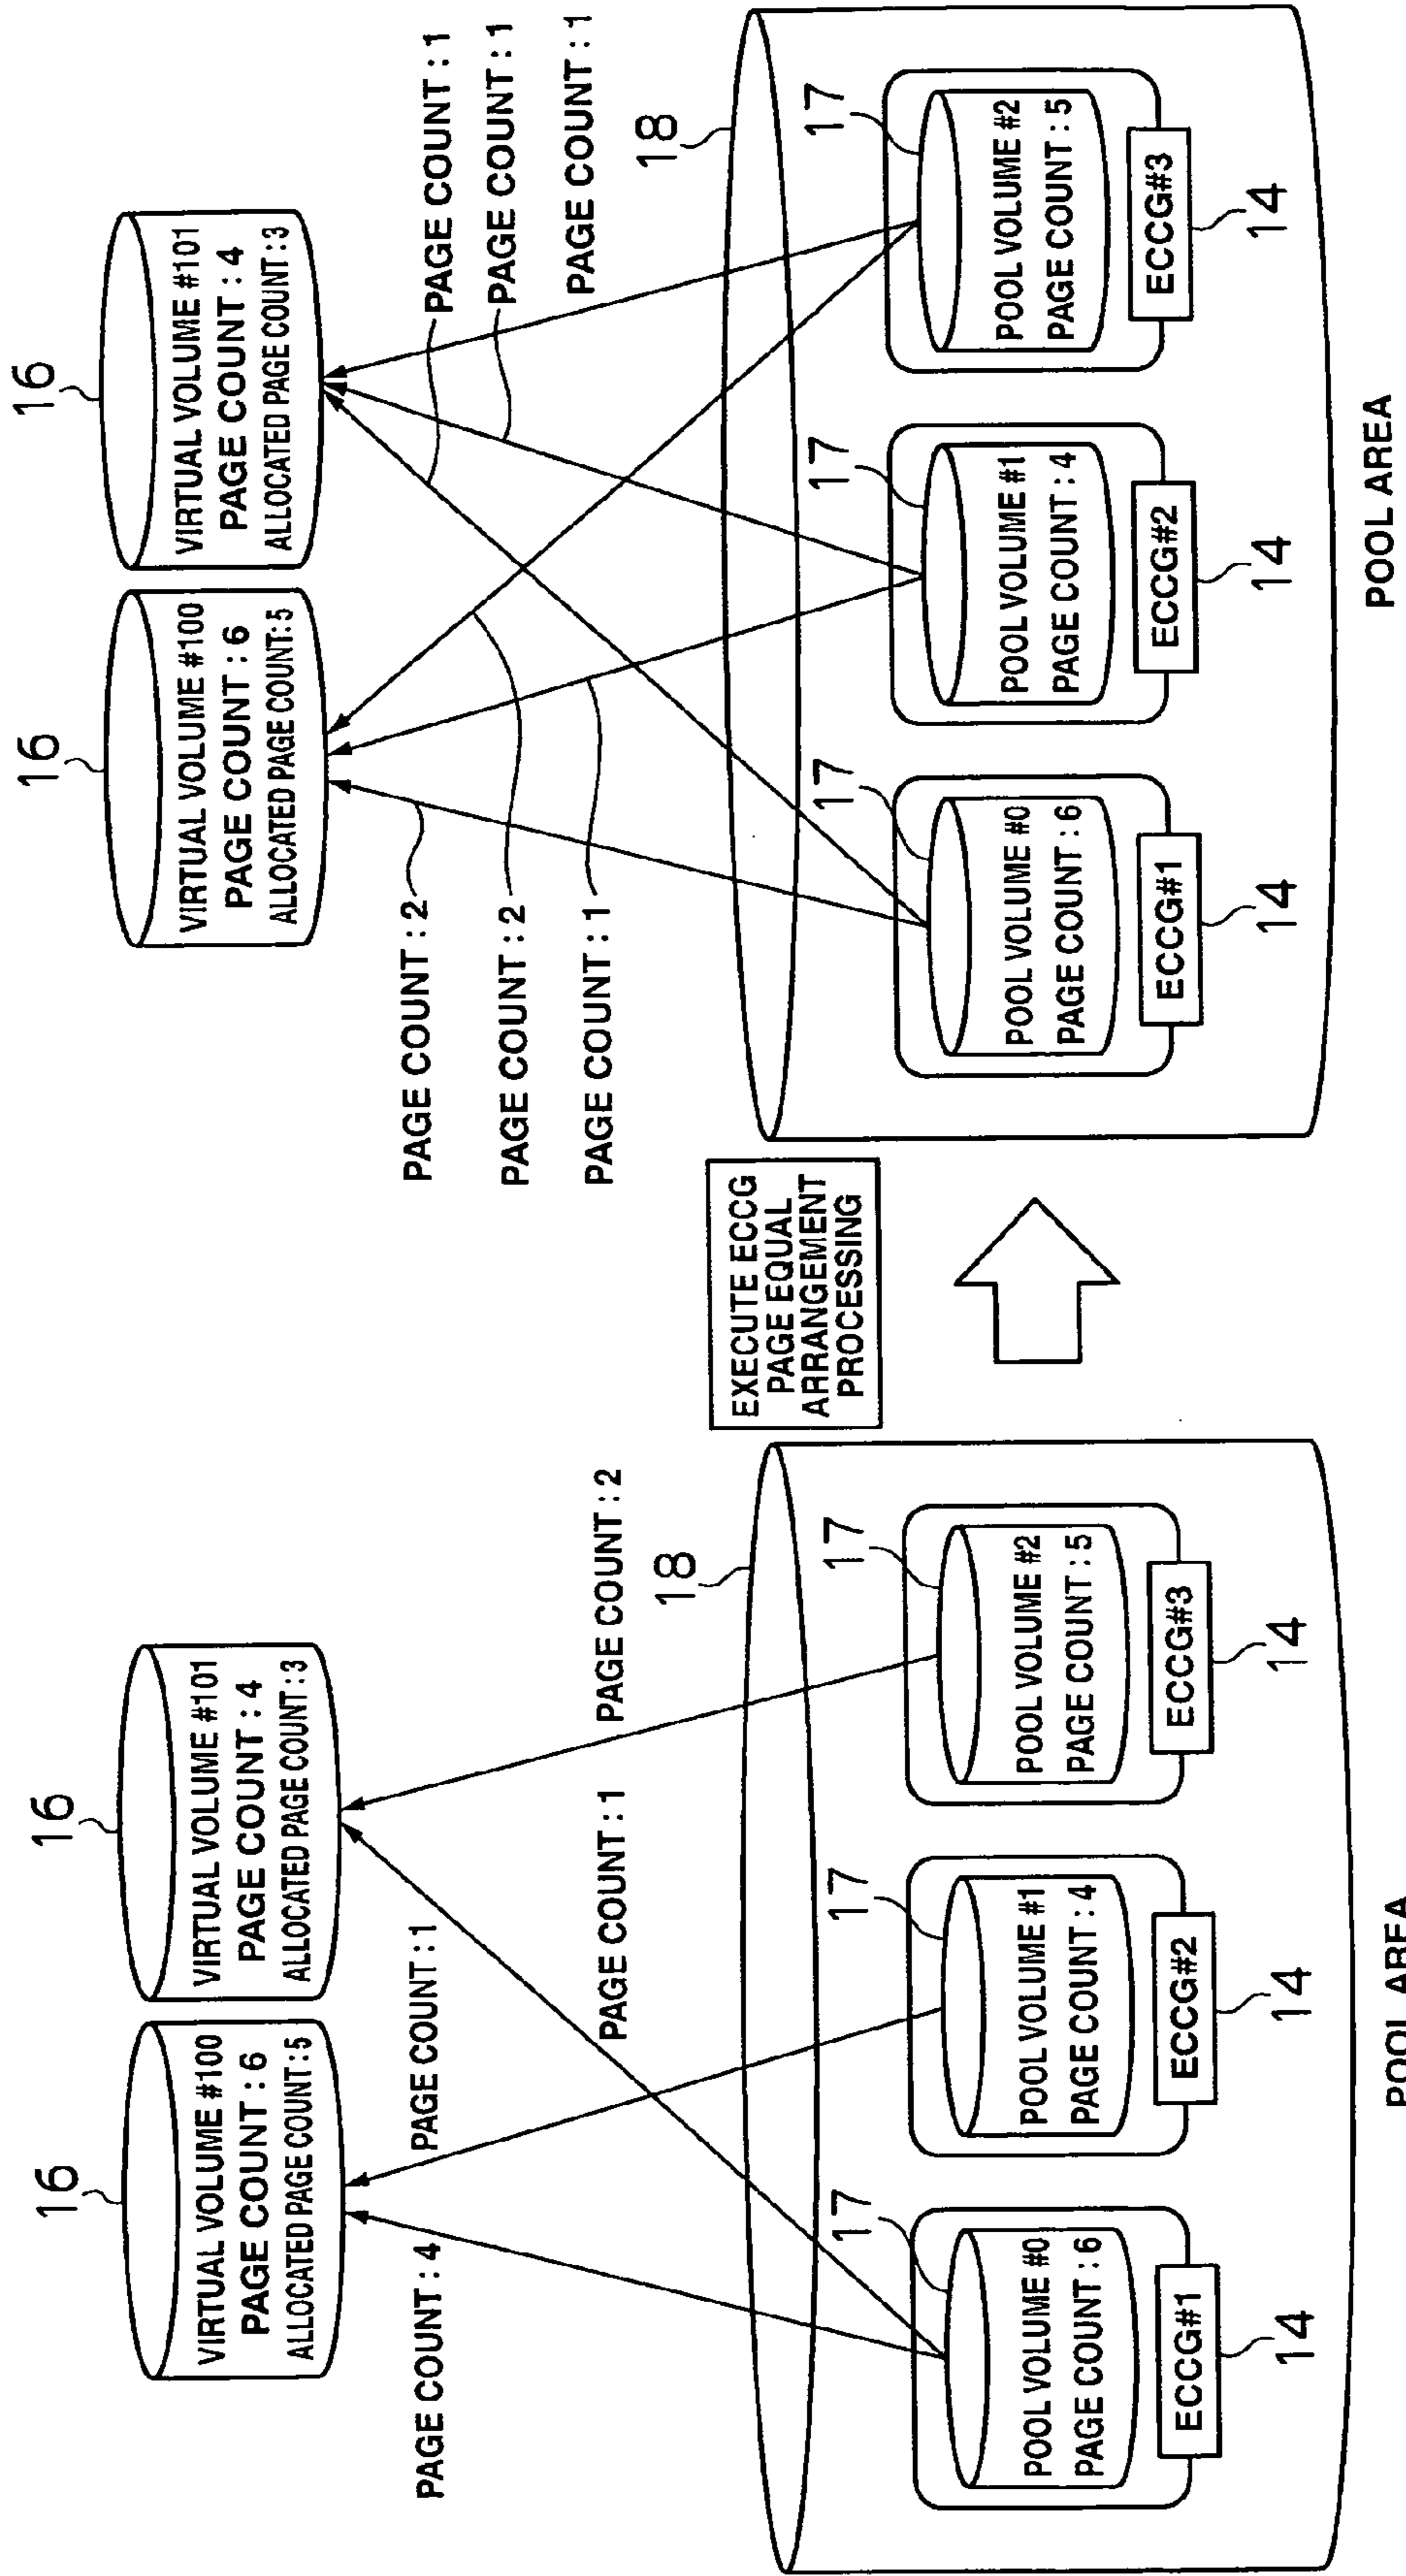 16
16
VIRTUAL VOLUME #100
PAGE COUNT : 6
ALLOCATED PAGE COUNT : 5
VIRTUAL VOLUME #101
PAGE COUNT : 4
ALLOCATED PAGE COUNT : 3
PAGE COUNT : 4
PAGE COUNT : 1
PAGE COUNT : 1
PAGE COUNT : 2
18
17
17
17
POOL VOLUME #0
PAGE COUNT : 6
POOL VOLUME #1
PAGE COUNT : 4
POOL VOLUME #2
PAGE COUNT : 5
ECCG#1
ECCG#2
ECCG#3
14
14
14
POOL AREA
EXECUTE ECCG
PAGE EQUAL
ARRANGEMENT
PROCESSING
16
16
VIRTUAL VOLUME #100
PAGE COUNT : 6
ALLOCATED PAGE COUNT : 5
VIRTUAL VOLUME #101
PAGE COUNT : 4
ALLOCATED PAGE COUNT : 3
PAGE COUNT : 2
PAGE COUNT : 2
PAGE COUNT : 1
PAGE COUNT : 1
PAGE COUNT : 1
PAGE COUNT : 1
18
17
17
17
POOL VOLUME #0
PAGE COUNT : 6
POOL VOLUME #1
PAGE COUNT : 4
POOL VOLUME #2
PAGE COUNT : 5
ECCG#1
ECCG#2
ECCG#3
14
14
14
POOL AREA